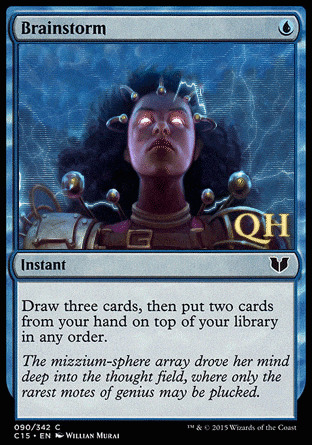 Brainstorm
QH
Instant
Draw three cards, then put two cards
from your hand on top of your library
in any order.
The mizzium-sphere array drove her mind
deep into the thought field, where only the
rarest motes of genius may be plucked.
090/342 C
C15 • EN Willian Murai
™ & © 2015 Wizards of the Coast